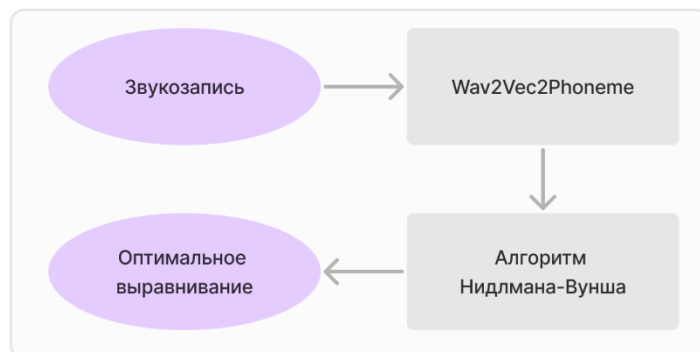 Звукозапись
Wav2Vec2Phoneme
Оптимальное
выравнивание
Алгоритм
Нидлмана-Вунша